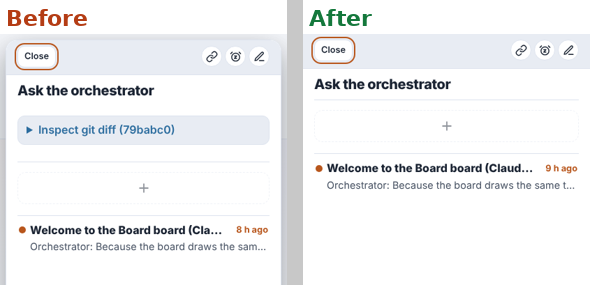 Before
Close
Ask the orchestrator
Inspect git diff (79babc0)
Welcome to the Board board (Cla...
8 h ago
Orchestrator: Because the board draws the sam...
After
Close
Ask the orchestrator
Welcome to the Board board (Claud...
9 h ago
Orchestrator: Because the board draws the same t...